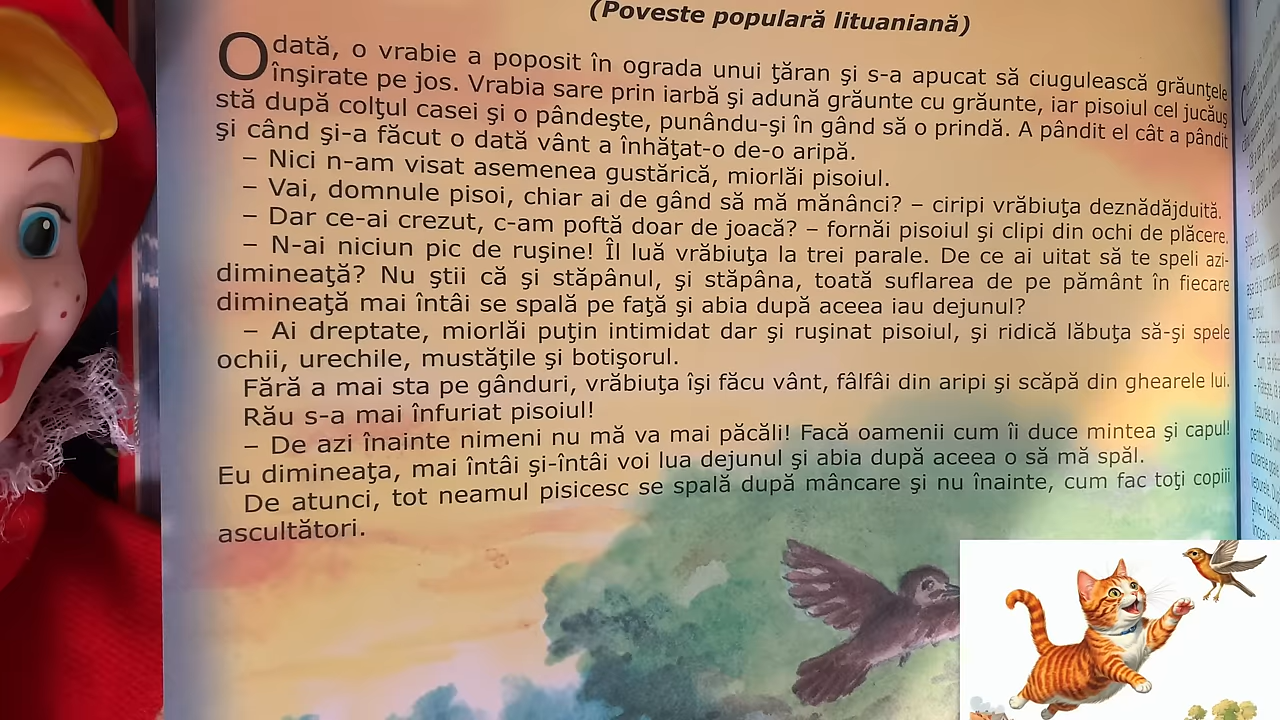 (Poveste populară lituaniană)
Odată, o vrabie a poposit în ograda unui ţăran şi s-a apucat să ciugulească grăunţele
înşirate pe jos. Vrabia sare prin iarbă şi adună grăunte cu grăunte, iar pisoiul cel jucăuş
stă după colţul casei şi o pândeşte, punându-şi în gând să o prindă. A pândit el cât a pândit
şi când şi-a făcut o dată vânt a înhăţat-o de-o aripă.
– Nici n-am visat asemenea gustărică, miorlăi pisoiul.
– Vai, domnule pisoi, chiar ai de gând să mă mănânci? – ciripi vrăbiuţa deznădăjduită.
– Dar ce-ai crezut, c-am poftă doar de joacă? – fornăi pisoiul şi clipi din ochi de plăcere.
– N-ai niciun pic de ruşine! Îl luă vrăbiuţa la trei parale. De ce ai uitat să te speli azi-
dimineaţă? Nu ştii că şi stăpânul, şi stăpâna, toată suflarea de pe pământ în fiecare
dimineaţă mai întâi se spală pe faţă şi abia după aceea iau dejunul?
– Ai dreptate, miorlăi puţin intimidat dar şi ruşinat pisoiul, şi ridică lăbuţa să-şi spele
ochii, urechile, mustăţile şi botişorul.
Fără a mai sta pe gânduri, vrăbiuţa îşi făcu vânt, fâlfâi din aripi şi scăpă din ghearele lui.
Rău s-a mai înfuriat pisoiul!
– De azi înainte nimeni nu mă va mai păcăli! Facă oamenii cum îi duce mintea şi capul!
Eu dimineaţa, mai întâi şi-întâi voi lua dejunul şi abia după aceea o să mă spăl.
De atunci, tot neamul pisicesc se spală după mâncare şi nu înainte, cum fac toţi copiii
ascultători.